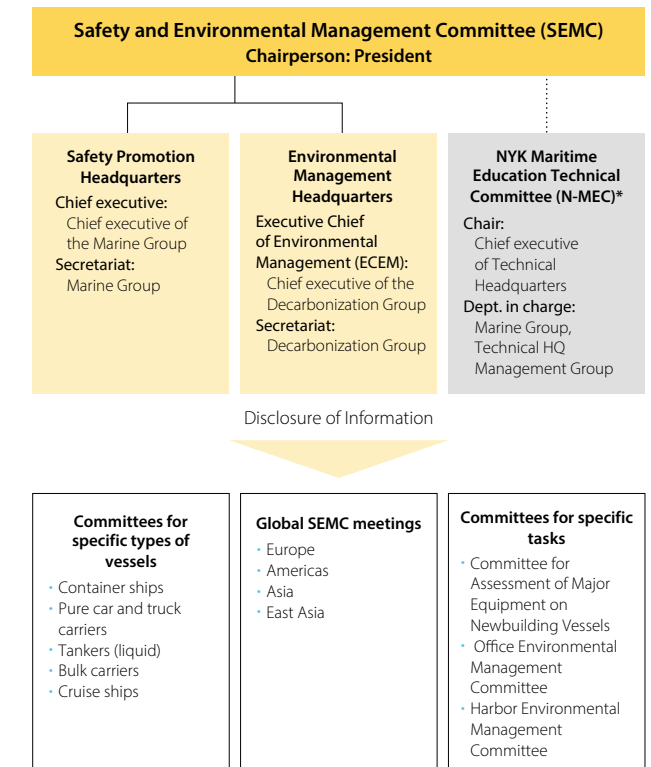 Safety and Environmental Management Committee (SEMC)
Chairperson: President
Safety Promotion
Headquarters
Chief executive:
Chief executive of
the Marine Group
Secretariat:
Marine Group
Environmental
Management
Headquarters
Executive Chief
of Environmental
Management (ECEM):
Chief executive of the
Decarbonization Group
Secretariat:
Decarbonization Group
NYK Maritime
Education Technical
Committee (N-MEC)*
Chair:
Chief executive
of Technical
Headquarters
Dept. in charge:
Marine Group,
Technical HQ
Management Group
Disclosure of Information
Committees for
specific types of
vessels
・Container ships
・Pure car and truck
carriers
・Tankers (liquid)
・Bulk carriers
・Cruise ships
Global SEMC meetings
・Europe
・Americas
・Asia
・East Asia
Committees for specific
tasks
・Committee for
Assessment of Major
Equipment on
Newbuilding Vessels
・Office Environmental
Management
Committee
・Harbor Environmental
Management
Committee